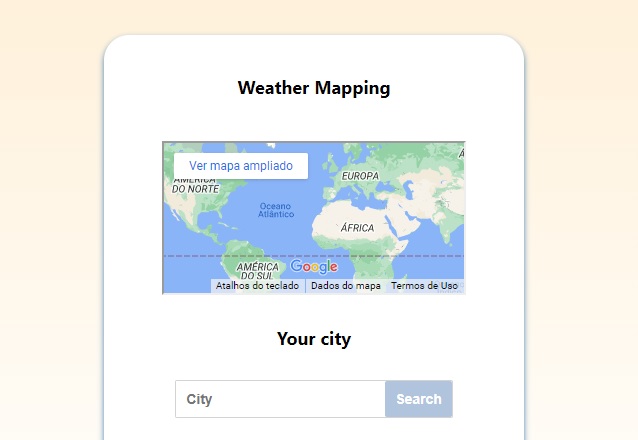 Weather Mapping
Ver mapa ampliado
AMÉRICA
DO NORTE
EUROPA
Oceano
Atlântico
ÁFRICA
AMÉRICA
DO SUL
Google
Atalhos do teclado
Dados do mapa
Termos de Uso
Your city
City
Search